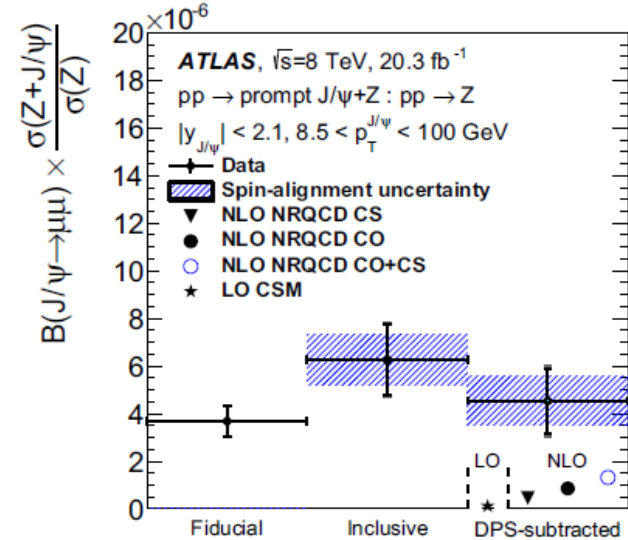 ×10⁻⁶
B(J/ψ→μμ) × σ(Z+J/ψ)/σ(Z)
20
18
16
14
12
10
8
6
4
2
0
ATLAS, √s=8 TeV, 20.3 fb⁻¹
pp → prompt J/ψ+Z : pp → Z
|y_J/ψ| < 2.1, 8.5 < p_T^J/ψ < 100 GeV
Data
Spin-alignment uncertainty
NLO NRQCD CS
NLO NRQCD CO
NLO NRQCD CO+CS
LO CSM
LO NLO
Fiducial Inclusive DPS-subtracted